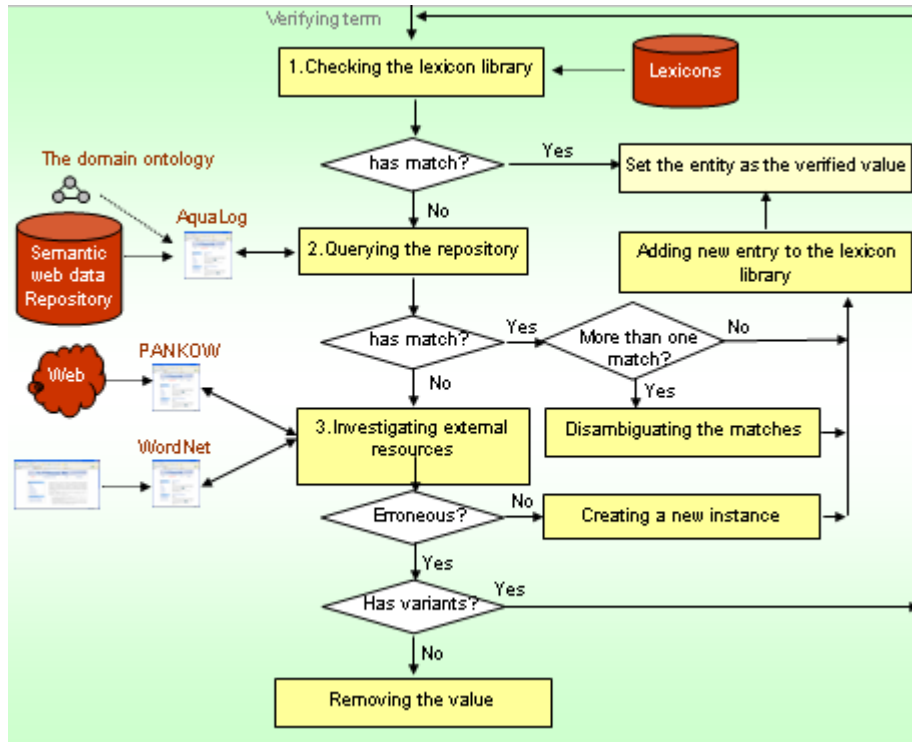 Verifying term
1.Checking the lexicon library
Lexicons
has match?
Yes
Set the entity as the verified value
No
The domain ontology
AquaLog
Semantic
web data
Repository
2.Querying the repository
Adding new entry to the lexicon
library
has match?
Yes
More than one
match?
No
No
Yes
PANKOW
Web
3.Investigating external
resources
Disambiguating the matches
WordNet
Erroneous?
No
Creating a new instance
Yes
Has variants?
Yes
No
Removing the value